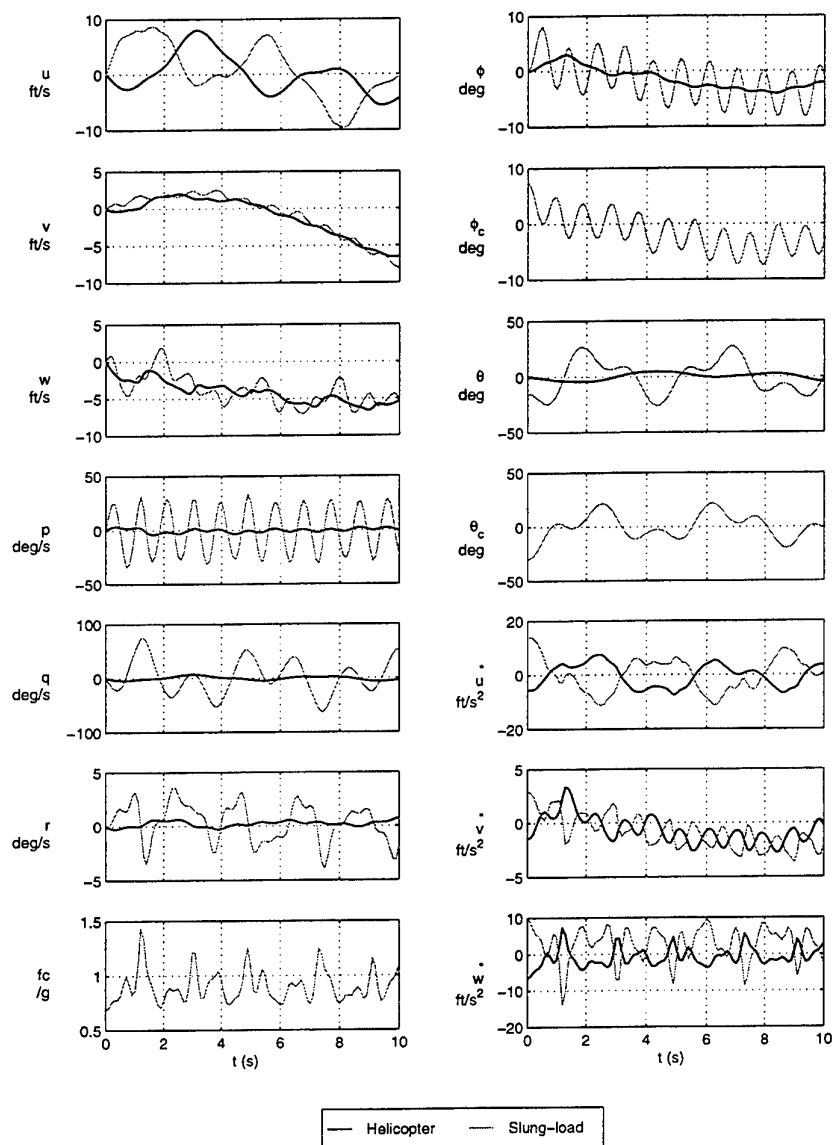 10
0
−10
u
ft/s
5
0
−5
−10
v
ft/s
5
0
−5
−10
w
ft/s
50
0
−50
p
deg/s
100
0
−100
q
deg/s
5
0
−5
r
deg/s
1.5
1
0.5
fc
/g
0 2 4 6 8 10
t (s)
10
0
−10
ϕ
deg
10
0
−10
ϕc
deg
50
0
−50
θ
deg
50
0
−50
θc
deg
20
0
−20
u̇
ft/s²
5
0
−5
v̇
ft/s²
10
0
−10
−20
ẇ
ft/s²
0 2 4 6 8 10
t (s)
Helicopter Slung−load